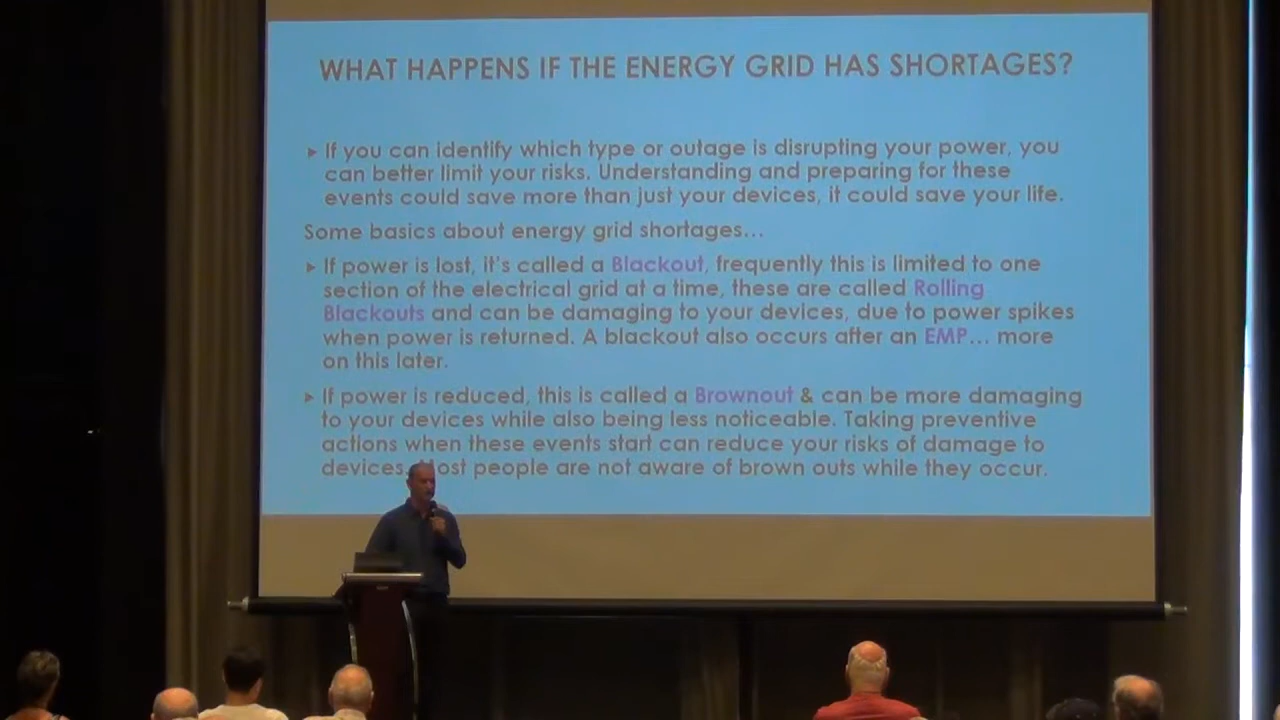 WHAT HAPPENS IF THE ENERGY GRID HAS SHORTAGES?
If you can identify which type or outage is disrupting your power, you
can better limit your risks. Understanding and preparing for these
events could save more than just your devices, it could save your life.
Some basics about energy grid shortages...
If power is lost, it's called a Blackout, frequently this is limited to one
section of the electrical grid at a time, these are called Rolling
Blackouts and can be damaging to your devices, due to power spikes
when power is returned. A blackout also occurs after an EMP... more
on this later.
If power is reduced, this is called a Brownout & can be more damaging
to your devices while also being less noticeable. Taking preventive
actions when these events start can reduce your risks of damage to
devices. Most people are not aware of brown outs while they occur.